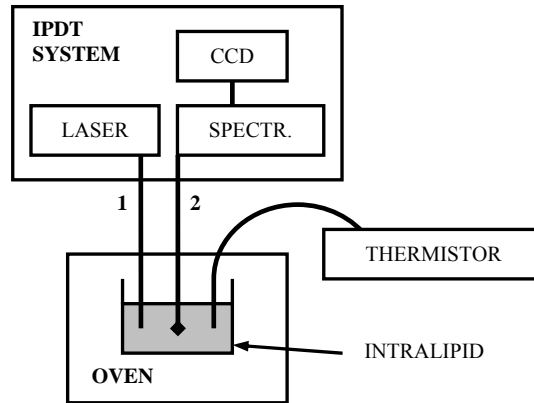 IPDT
SYSTEM
CCD
LASER
SPECTR.
1
2
THERMISTOR
INTRALIPID
OVEN